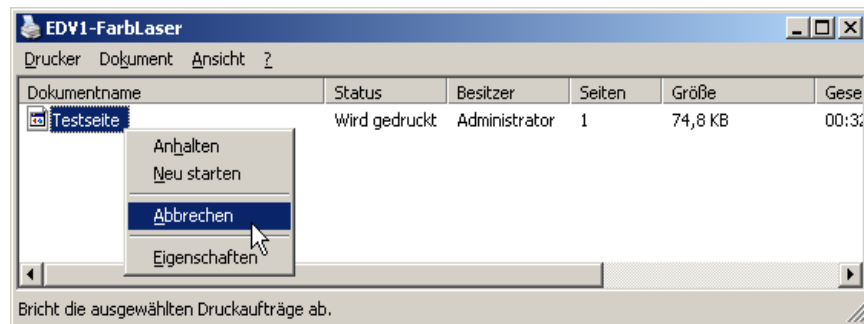 EDV1-FarbLaser
Drucker Dokument Ansicht ?
Dokumentname Status Besitzer Seiten Größe Gese
Testseite Wird gedruckt Administrator 1 74,8 KB 00:32
Anhalten
Neu starten
Abbrechen
Eigenschaften
Bricht die ausgewählten Druckaufträge ab.